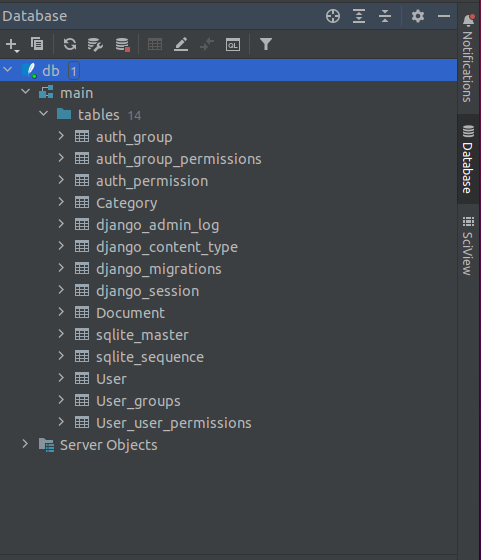 Database
QL
db 1
main
tables 14
auth_group
auth_group_permissions
auth_permission
Category
django_admin_log
django_content_type
django_migrations
django_session
Document
sqlite_master
sqlite_sequence
User
User_groups
User_user_permissions
Server Objects
Notifications
Database
SciView